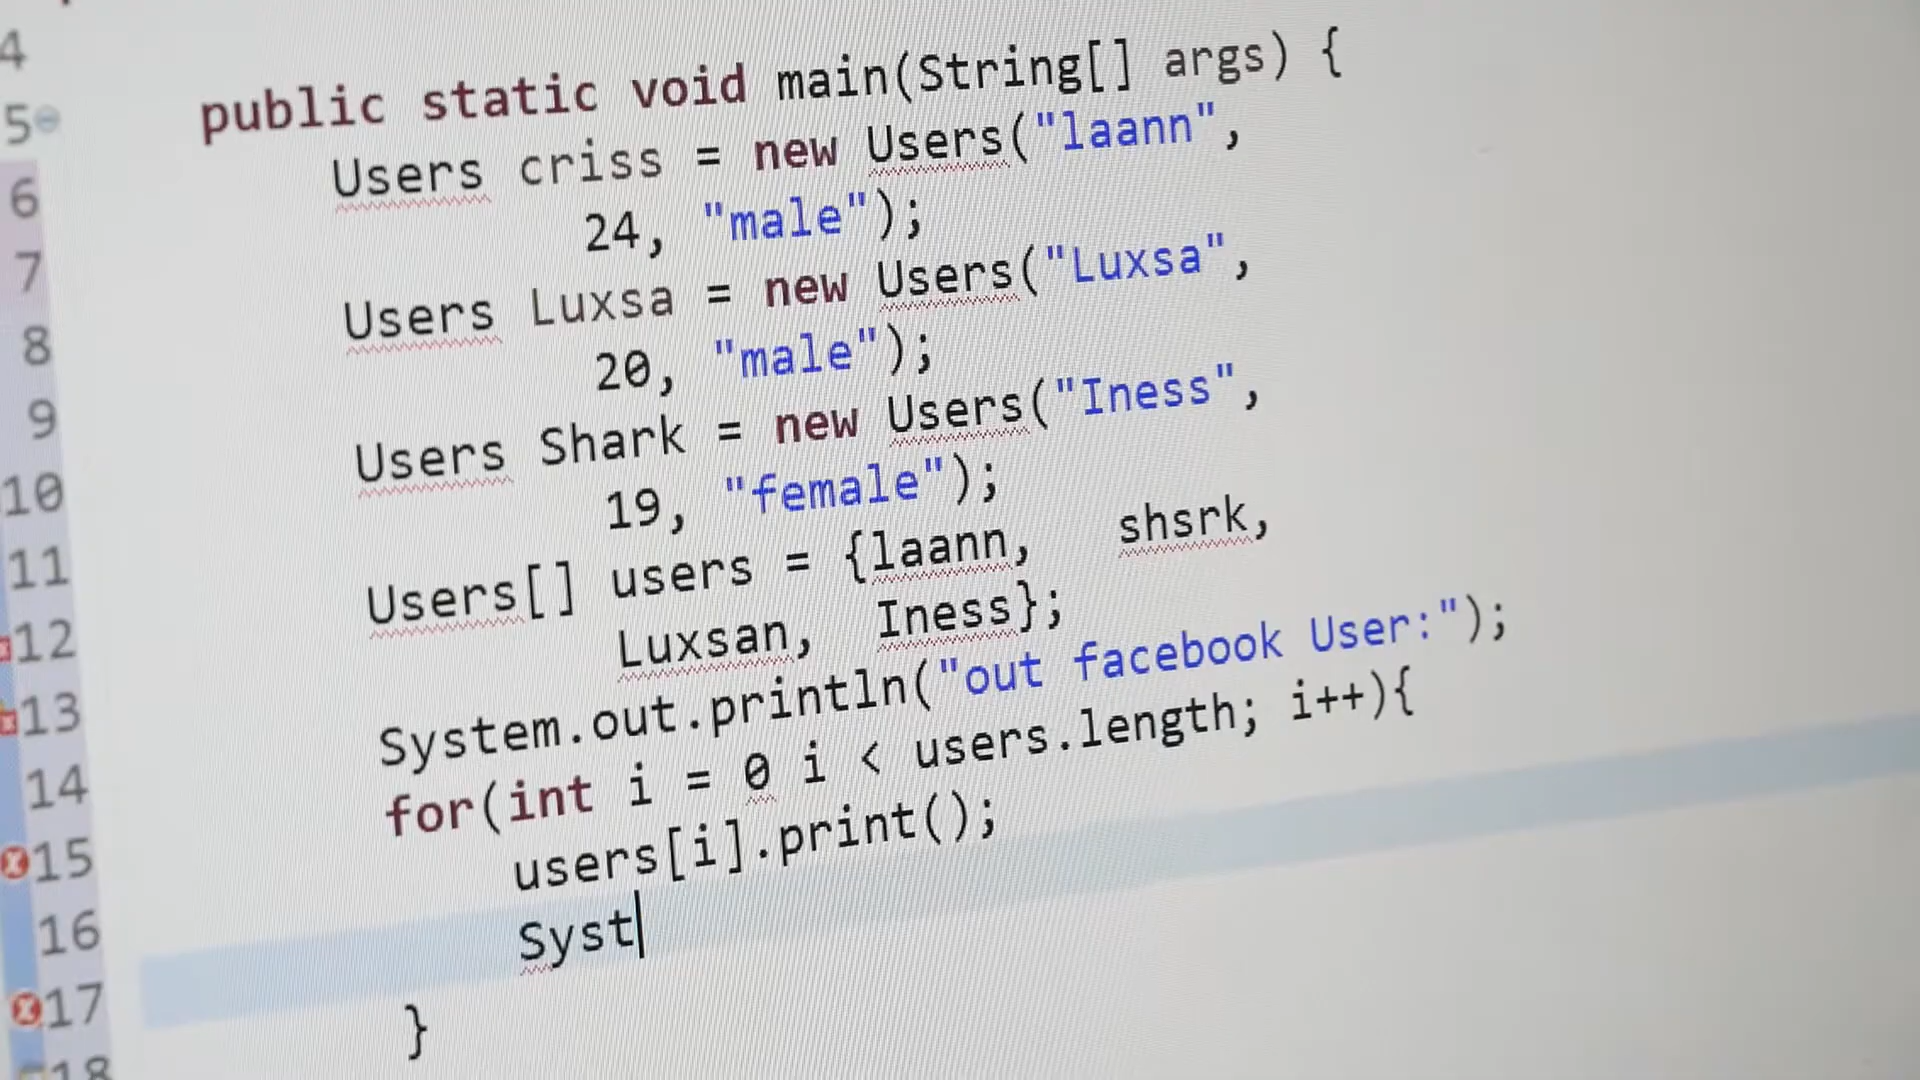 4
5 public static void main(String[] args) {
6 Users criss = new Users("laann",
7 24, "male");
8 Users Luxsa = new Users("Luxsa",
9 20, "male");
10 Users Shark = new Users("Iness",
11 19, "female");
12 Users[] users = {laann, shsrk,
13 Luxsan, Iness};
14 System.out.println("out facebook User:");
15 for(int i = 0 i < users.length; i++){
16 users[i].print();
17 Syst
18 }